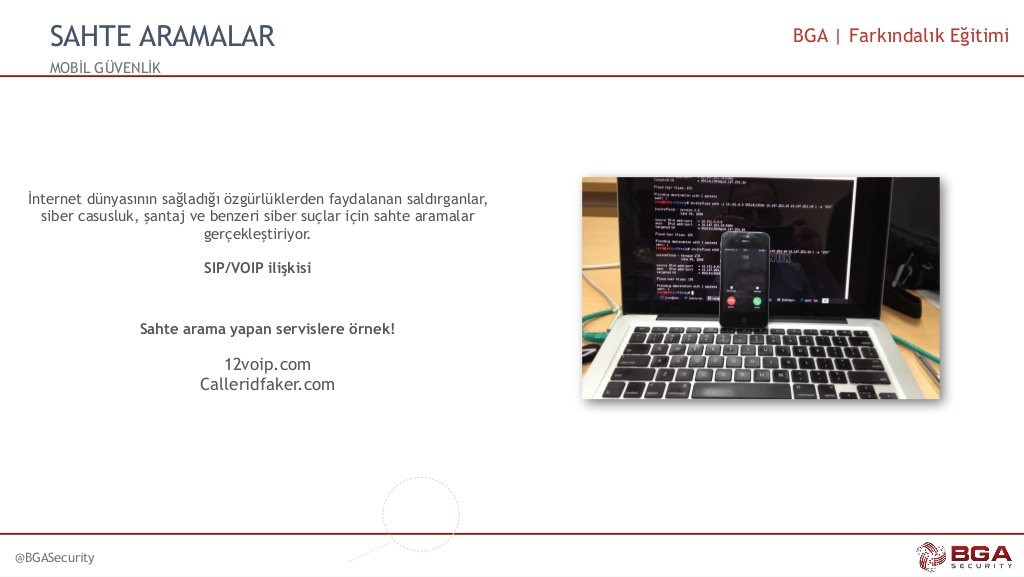 SAHTE ARAMALAR
BGA | Farkındalık Eğitimi
MOBİL GÜVENLİK
İnternet dünyasının sağladığı özgürlüklerden faydalanan saldırganlar,
siber casusluk, şantaj ve benzeri siber suçlar için sahte aramalar
gerçekleştiriyor.
SIP/VOIP ilişkisi
Sahte arama yapan servislere örnek!
12voip.com
Calleridfaker.com
@BGASecurity
BGA
SECURITY